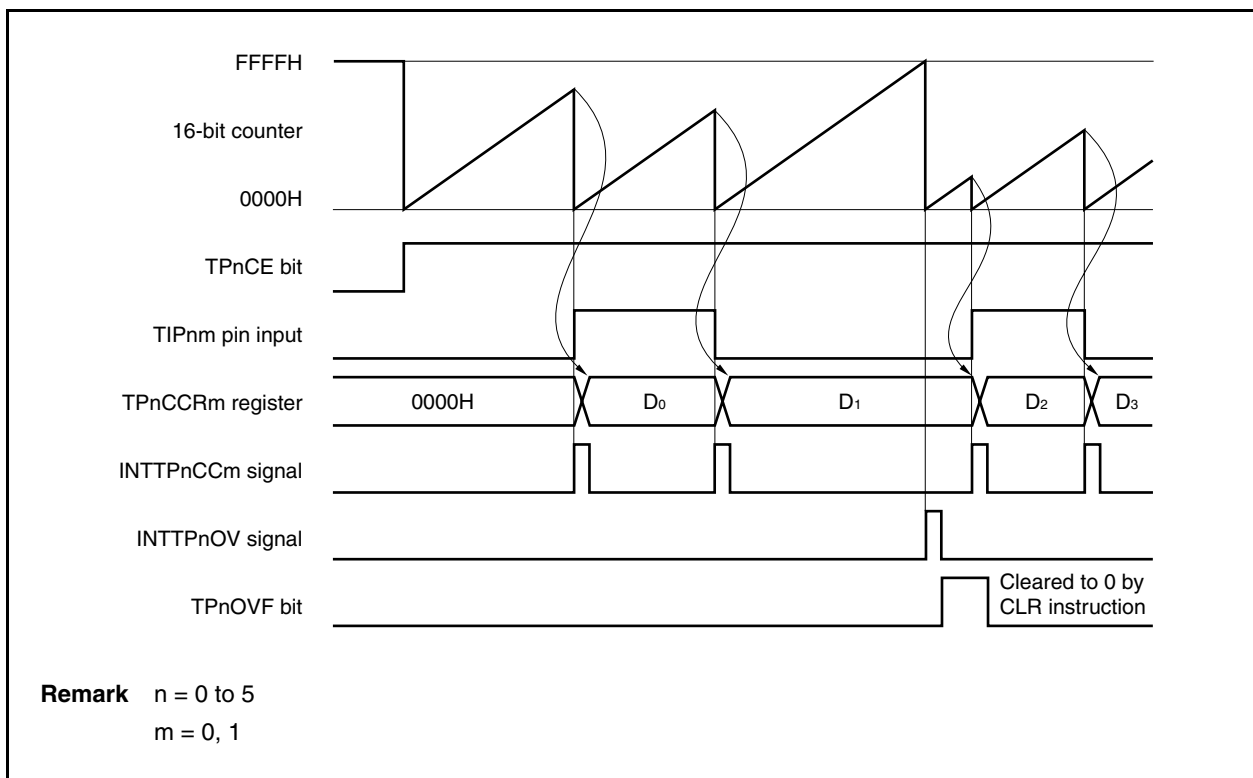 FFFFH
16-bit counter
0000H
TPnCE bit
TIPnm pin input
TPnCCRm register
0000H D0 D1 D2 D3
INTTPnCCm signal
INTTPnOV signal
TPnOVF bit
Cleared to 0 by
CLR instruction
Remark n = 0 to 5
m = 0, 1